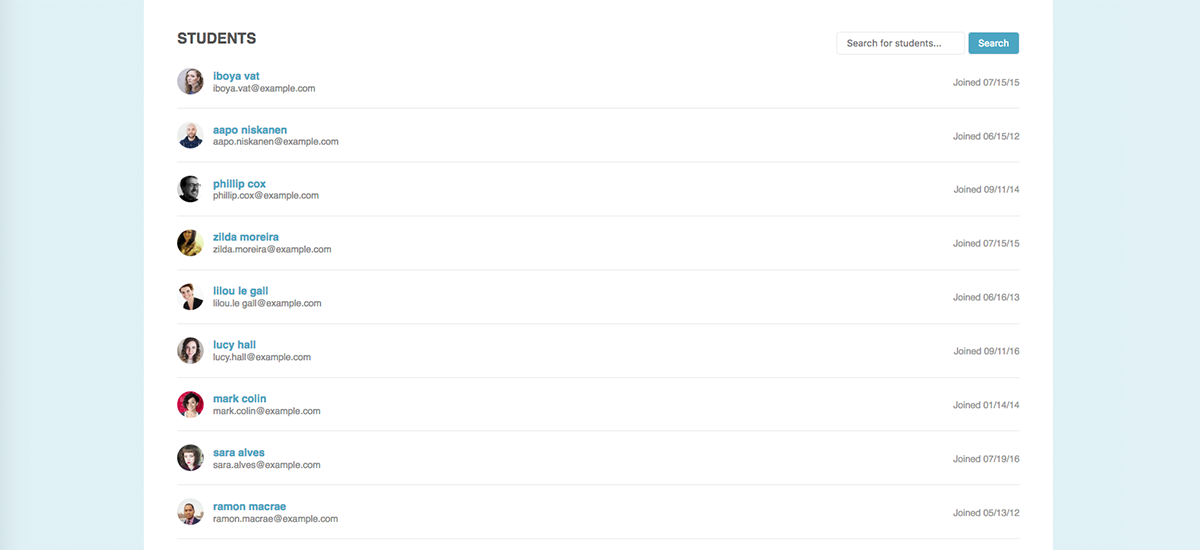 STUDENTS
Search for students...
Search
iboya vat
iboya.vat@example.com
Joined 07/15/15
aapo niskanen
aapo.niskanen@example.com
Joined 06/15/12
phillip cox
phillip.cox@example.com
Joined 09/11/14
zilda moreira
zilda.moreira@example.com
Joined 07/15/15
lilou le gall
lilou.le gall@example.com
Joined 06/16/13
lucy hall
lucy.hall@example.com
Joined 09/11/16
mark colin
mark.colin@example.com
Joined 01/14/14
sara alves
sara.alves@example.com
Joined 07/19/16
ramon macrae
ramon.macrae@example.com
Joined 05/13/12